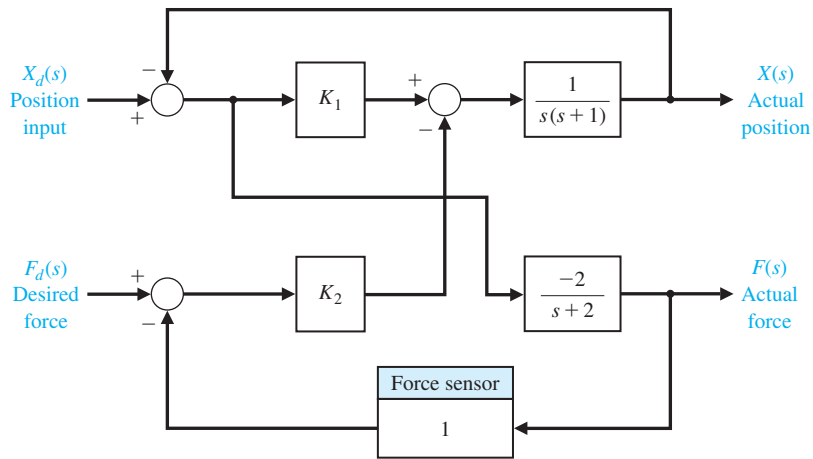 X_d(s)
Position
input
−
+
K_1
+
−
1
s(s + 1)
X(s)
Actual
position
F_d(s)
Desired
force
+
−
K_2
−2
s + 2
F(s)
Actual
force
Force sensor
1